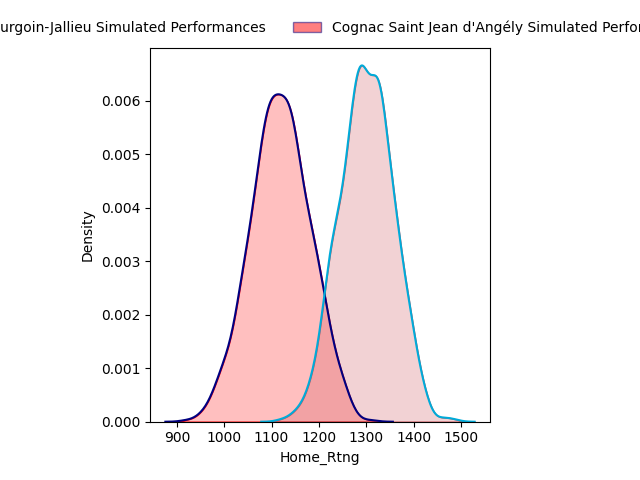 urgoin-Jallieu Simulated Performances Cognac Saint Jean d'Angély Simulated Perfo
0.006
0.005
0.004
0.003
0.002
0.001
0.000
Density
900 1000 1100 1200 1300 1400 1500
Home_Rtng